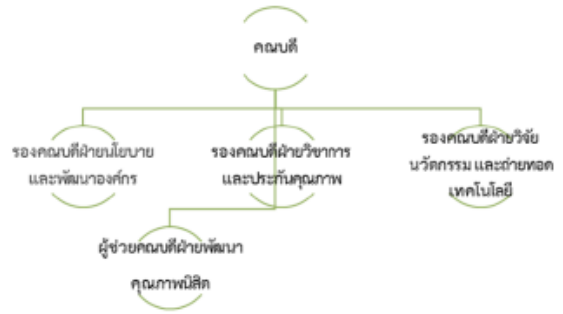 คณบดี
รองคณบดีฝ่ายนโยบาย
และพัฒนาองค์กร
รองคณบดีฝ่ายวิชาการ
และประกันคุณภาพ
รองคณบดีฝ่ายวิจัย
นวัตกรรม และถ่ายทอด
เทคโนโลยี
ผู้ช่วยคณบดีฝ่ายพัฒนา
คุณภาพนิสิต